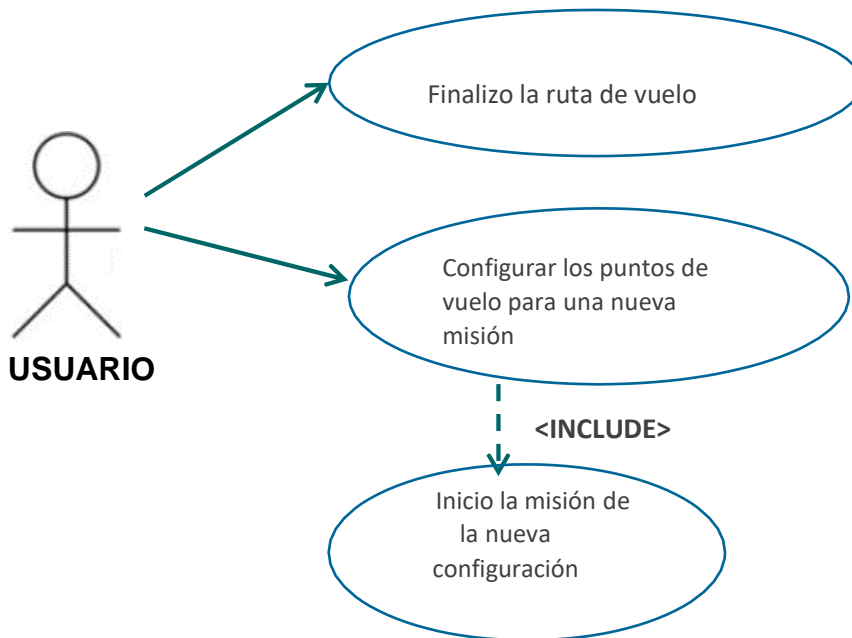 Finalizo la ruta de vuelo
Configurar los puntos de
vuelo para una nueva
misión
USUARIO
<INCLUDE>
Inicio la misión de
la nueva
configuración